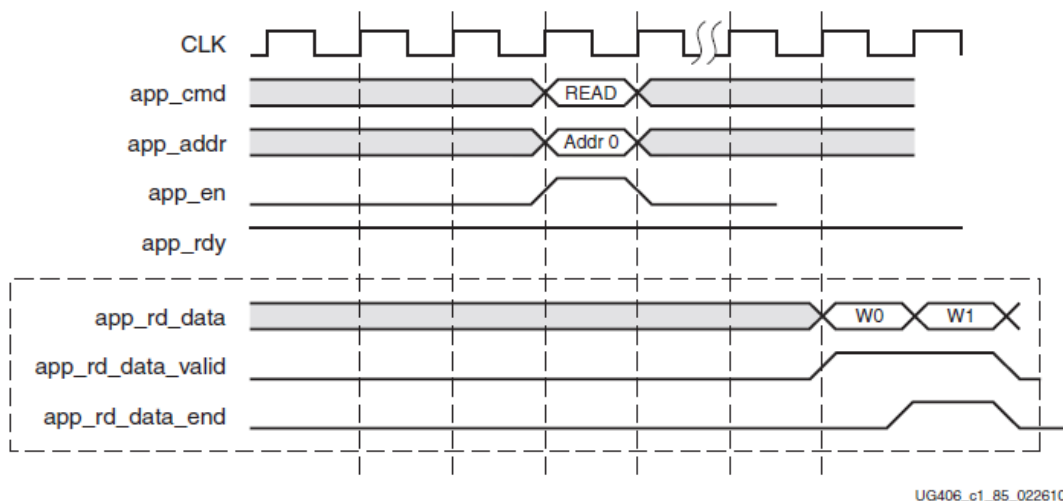 CLK
app_cmd READ
app_addr Addr 0
app_en
app_rdy
app_rd_data W0 W1
app_rd_data_valid
app_rd_data_end
UG406_c1_85_022610